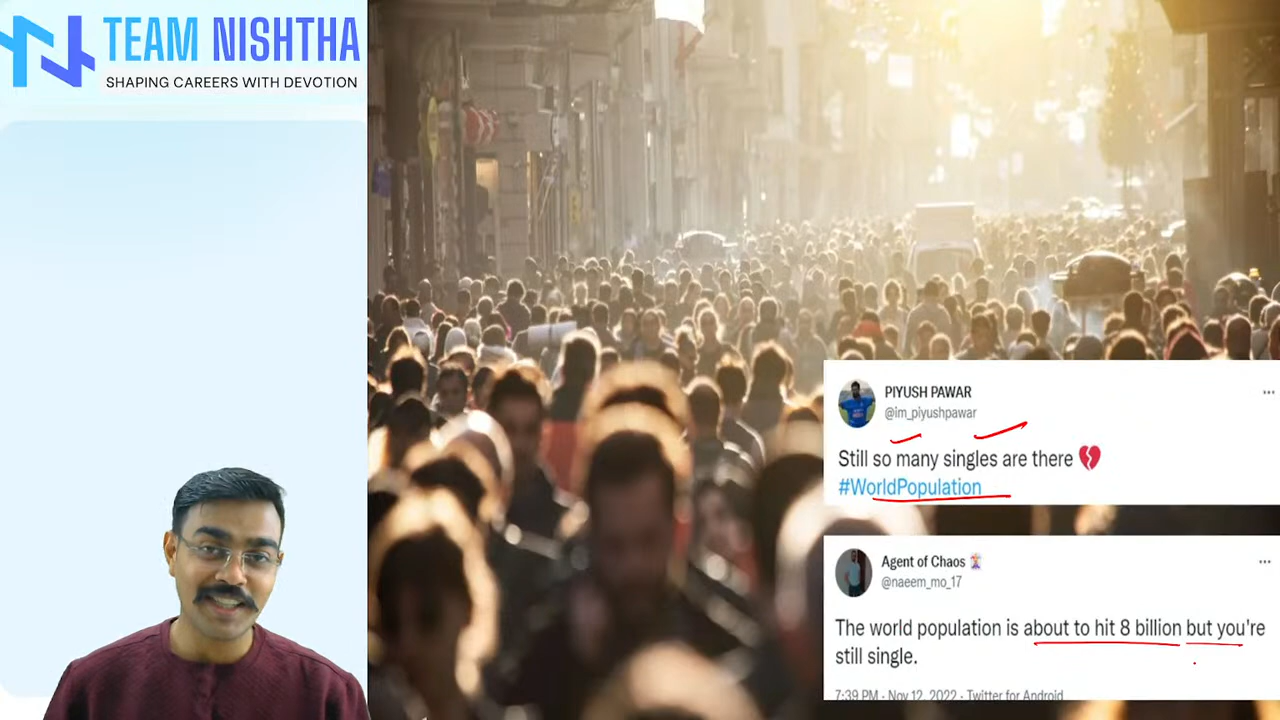 TEAM NISHTHA
SHAPING CAREERS WITH DEVOTION
PIYUSH PAWAR
@im_piyushpawar
Still so many singles are there 💔
#WorldPopulation
Agent of Chaos 🃏
@naeem_mo_17
The world population is about to hit 8 billion but you're
still single.
7:39 PM · Nov 12, 2022 · Twitter for Android